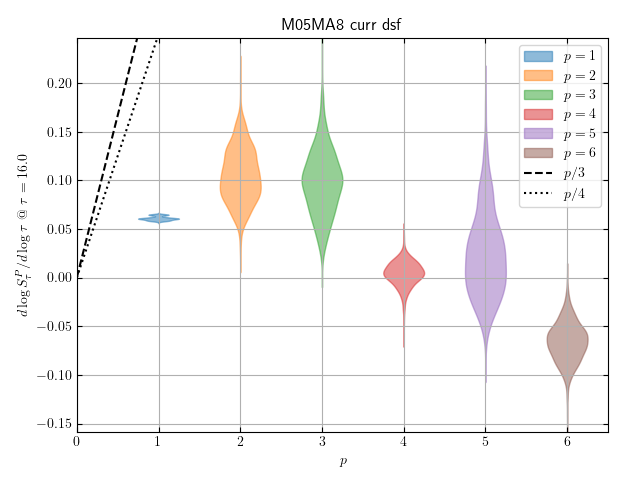 M05MA8 curr dsf
d log S_τ^P / d log τ @ τ = 16.0
0.20
0.15
0.10
0.05
0.00
−0.05
−0.10
−0.15
0 1 2 3 4 5 6
p
p = 1
p = 2
p = 3
p = 4
p = 5
p = 6
p/3
p/4